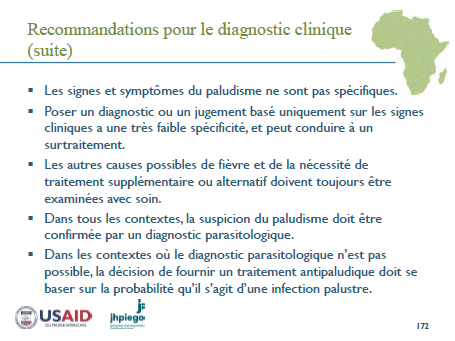 Recommandations pour le diagnostic clinique
(suite)
▪ Les signes et symptômes du paludisme ne sont pas spécifiques.
▪ Poser un diagnostic ou un jugement basé uniquement sur les signes
cliniques a une très faible spécificité, et peut conduire à un
surtraitement.
▪ Les autres causes possibles de fièvre et de la nécessité de
traitement supplémentaire ou alternatif doivent toujours être
examinées avec soin.
▪ Dans tous les contextes, la suspicion du paludisme doit être
confirmée par un diagnostic parasitologique.
▪ Dans les contextes où le diagnostic parasitologique n'est pas
possible, la décision de fournir un traitement antipaludique doit se
baser sur la probabilité qu'il s'agit d'une infection palustre.
USAID
jhpiego
172